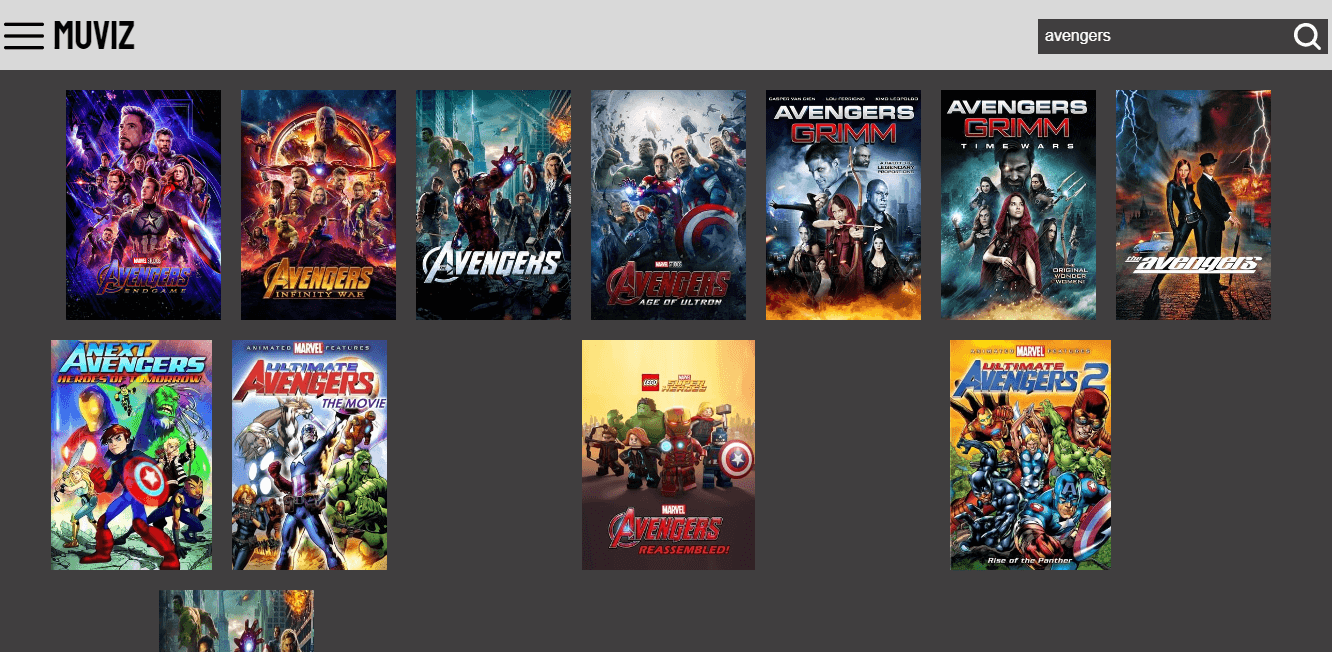 MUVIZ
avengers
MARVEL STUDIOS
AVENGERS
ENDGAME
AVENGERS
INFINITY WAR
AVENGERS
MARVEL
AVENGERS
AGE OF ULTRON
CASPER VAN DIEN LOU FERRIGNO KIMO LEOPOLDO
AVENGERS
GRIMM
A BATTLE OF
LEGENDARY
PROPORTIONS
AVENGERS
GRIMM
TIME WARS
THE
ORIGINAL
WONDER
WOMEN!
the avengers
NEXT
AVENGERS
HEROES OF TOMORROW
ANIMATED MARVEL FEATURES
ULTIMATE
AVENGERS
THE MOVIE
LEGO MARVEL SUPER HEROES
MARVEL
AVENGERS
REASSEMBLED!
ANIMATED MARVEL FEATURES
ULTIMATE
AVENGERS 2
Rise of the Panther